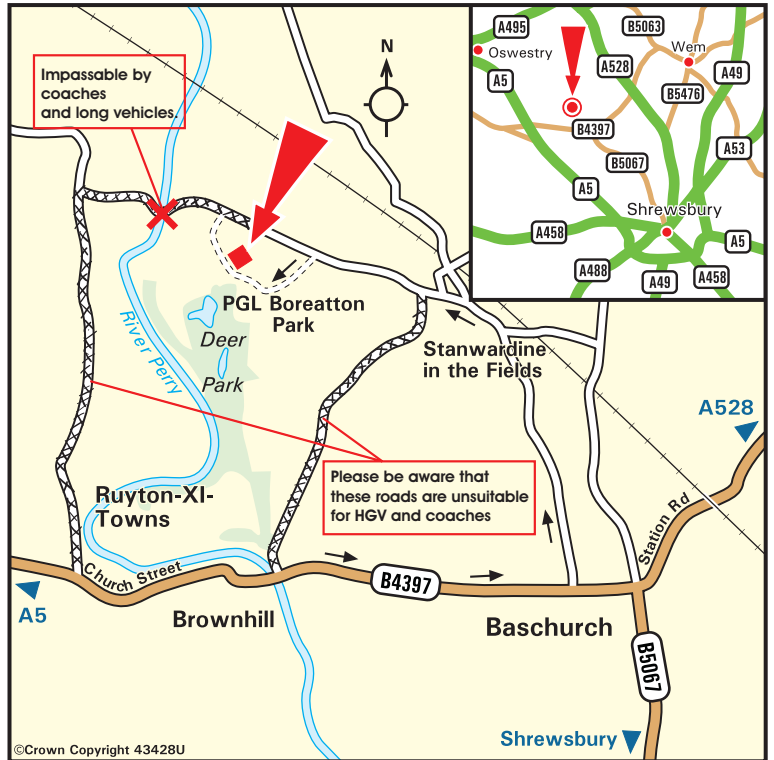 Impassable by
coaches
and long vehicles.
N
A495
B5063
Oswestry
Wem
A528
A49
A5
B5476
B4397
A53
B5067
A5
Shrewsbury
A458
A5
A488
A49
A458
PGL Boreatton
Park
Deer
Park
River Perry
Stanwardine
in the Fields
A528
Please be aware that
these roads are unsuitable
for HGV and coaches
Ruyton-XI-
Towns
Station Rd
Church Street
B4397
A5
Brownhill
Baschurch
B5067
Shrewsbury
©Crown Copyright 43428U